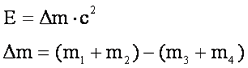 E = Δm·c²
Δm = (m₁ + m₂) – (m₃ + m₄)